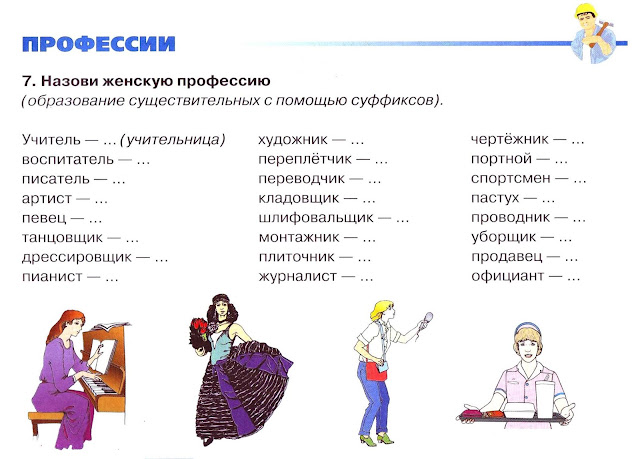 ПРОФЕССИИ
7. Назови женскую профессию
(образование существительных с помощью суффиксов).
Учитель — ... (учительница)
воспитатель — ...
писатель — ...
артист — ...
певец — ...
танцовщик — ...
дрессировщик — ...
пианист — ...
художник — ...
переплётчик — ...
переводчик — ...
кладовщик — ...
шлифовальщик — ...
монтажник — ...
плиточник — ...
журналист — ...
чертёжник — ...
портной — ...
спортсмен — ...
пастух — ...
проводник — ...
уборщик — ...
продавец — ...
официант — ...